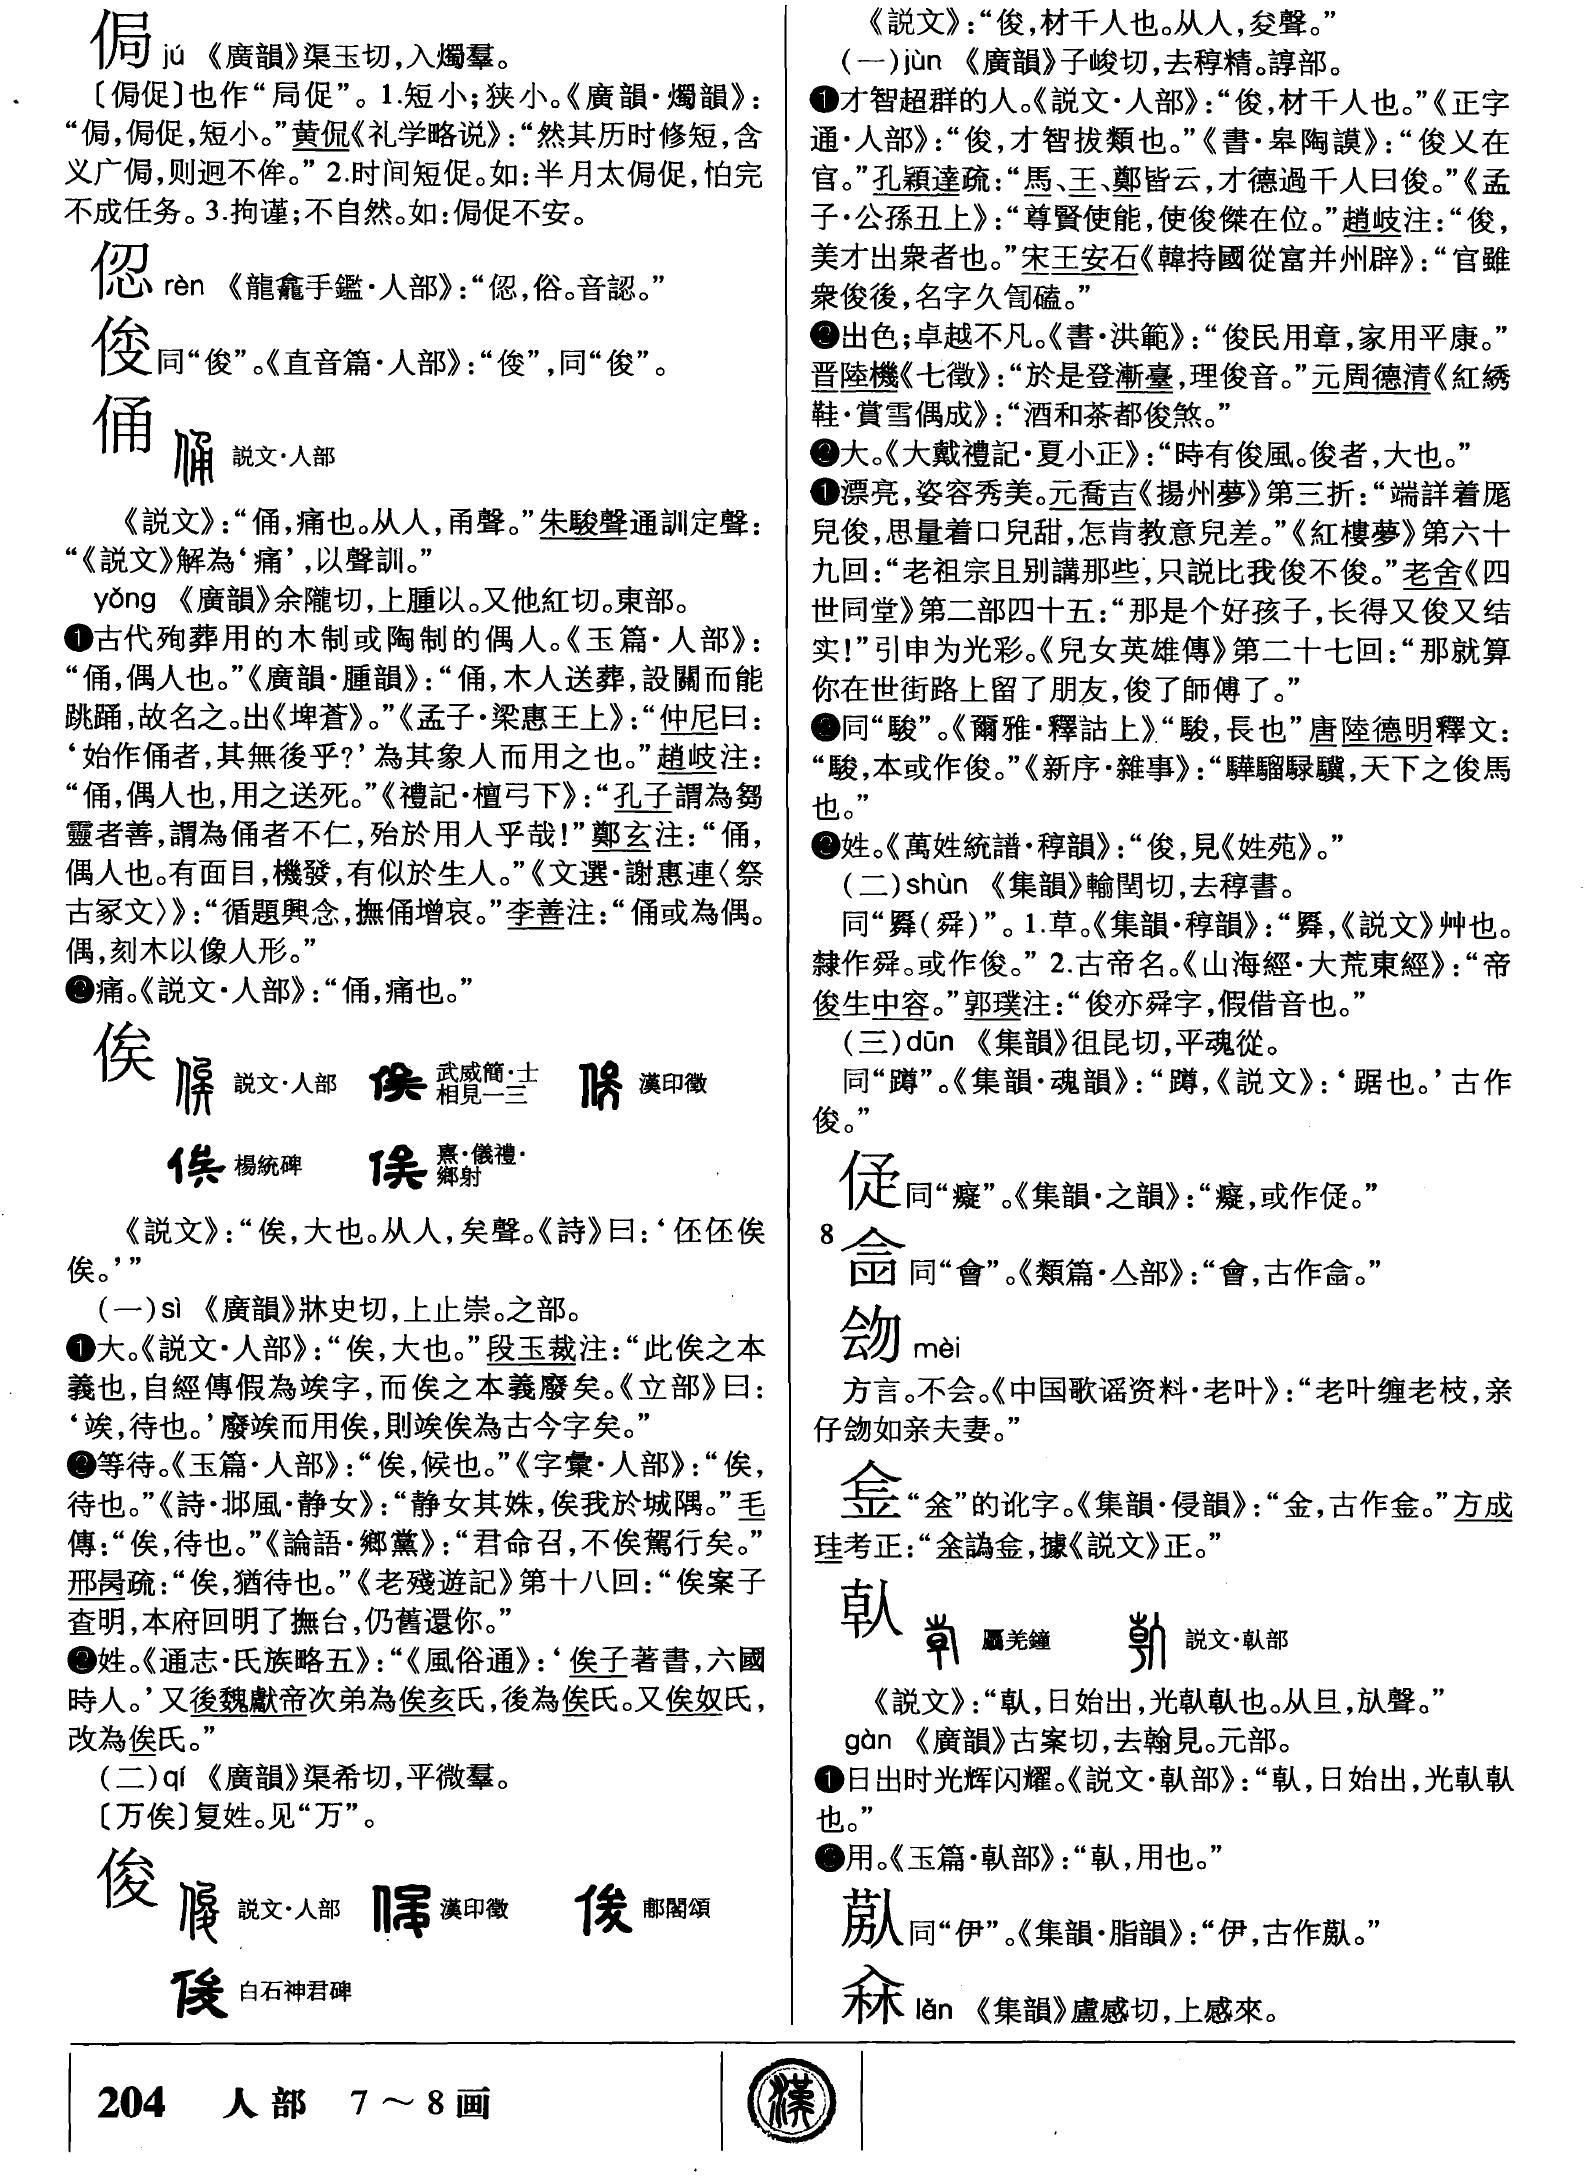 侷 jú 《廣韻》渠玉切,入燭羣。
〔侷促〕也作“局促”。1.短小;狭小。《廣韻·燭韻》:
“侷,侷促,短小。”黄侃《礼学略说》:“然其历时修短,含
义广侷,则迥不侔。” 2.时间短促。如:半月太侷促,怕完
不成任务。3.拘谨;不自然。如:侷促不安。
㣼 rèn 《龍龕手鑑·人部》:“㣼,俗。音認。”
同“俊”。《直音篇·人部》:“”,同“俊”。
俑
説文·人部
《説文》:“俑,痛也。从人,甬聲。”朱駿聲通訓定聲:
“《説文》解為‘痛’,以聲訓。”
yǒng 《廣韻》余隴切,上腫以。又他紅切。東部。
❶古代殉葬用的木制或陶制的偶人。《玉篇·人部》:
“俑,偶人也。”《廣韻·腫韻》:“俑,木人送葬,設關而能
跳踊,故名之。出《埤蒼》。”《孟子·梁惠王上》:“仲尼曰:
‘始作俑者,其無後乎?’為其象人而用之也。”趙岐注:
“俑,偶人也,用之送死。”《禮記·檀弓下》:“孔子謂為芻
靈者善,謂為俑者不仁,殆於用人乎哉!”鄭玄注:“俑,
偶人也。有面目,機發,有似於生人。”《文選·謝惠連〈祭
古冢文〉》:“循題興念,撫俑增哀。”李善注:“俑或為偶。
偶,刻木以像人形。”
❷痛。《説文·人部》:“俑,痛也。”
俟
説文·人部 武威簡·士相見一三 漢印徵
楊統碑 熹·儀禮·鄉射
《説文》:“俟,大也。从人,矣聲。《詩》曰:‘伾伾俟
俟。’”
(一)sì 《廣韻》牀史切,上止崇。之部。
❶大。《説文·人部》:“俟,大也。”段玉裁注:“此俟之本
義也,自經傳假為竢字,而俟之本義廢矣。《立部》曰:
‘竢,待也。’廢竢而用俟,則竢俟為古今字矣。”
❷等待。《玉篇·人部》:“俟,候也。”《字彙·人部》:“俟,
待也。”《詩·邶風·静女》:“静女其姝,俟我於城隅。”毛
傳:“俟,待也。”《論語·鄉黨》:“君命召,不俟駕行矣。”
邢昺疏:“俟,猶待也。”《老殘遊記》第十八回:“俟案子
查明,本府回明了撫台,仍舊還你。”
❸姓。《通志·氏族略五》:“《風俗通》:‘俟子著書,六國
時人。’又後魏獻帝次弟為俟亥氏,後為俟氏。又俟奴氏,
改為俟氏。”
(二)qí 《廣韻》渠希切,平微羣。
〔万俟〕复姓。见“万”。
俊
説文·人部 漢印徵 郙閣頌
白石神君碑
《説文》:“俊,材千人也。从人,夋聲。”
(一)jùn 《廣韻》子峻切,去稕精。諄部。
❶才智超群的人。《説文·人部》:“俊,材千人也。”《正字
通·人部》:“俊,才智拔類也。”《書·皋陶謨》:“俊乂在
官。”孔穎達疏:“馬、王、鄭皆云,才德過千人曰俊。”《孟
子·公孫丑上》:“尊賢使能,使俊傑在位。”趙岐注:“俊,
美才出衆者也。”宋王安石《韓持國從富并州辟》:“官雖
衆俊後,名字久訇磕。”
❷出色;卓越不凡。《書·洪範》:“俊民用章,家用平康。”
晋陸機《七徵》:“於是登漸臺,理俊音。”元周德清《紅綉
鞋·賞雪偶成》:“酒和茶都俊煞。”
❸大。《大戴禮記·夏小正》:“時有俊風。俊者,大也。”
❹漂亮,姿容秀美。元喬吉《揚州夢》第三折:“端詳着厖
兒俊,思量着口兒甜,怎肯教意兒差。”《紅樓夢》第六十
九回:“老祖宗且别講那些,只説比我俊不俊。”老舍《四
世同堂》第二部四十五:“那是个好孩子,长得又俊又结
实!”引申为光彩。《兒女英雄傳》第二十七回:“那就算
你在世街路上留了朋友,俊了師傅了。”
❺同“駿”。《爾雅·釋詁上》“駿,長也”唐陸德明釋文:
“駿,本或作俊。”《新序·雜事》:“驊騮騄驥,天下之俊馬
也。”
❻姓。《萬姓統譜·稕韻》:“俊,見《姓苑》。”
(二)shùn 《集韻》輸閏切,去稕書。
同“䑞(舜)”。1.草。《集韻·稕韻》:“䑞,《説文》艸也。
隸作舜。或作俊。” 2.古帝名。《山海經·大荒東經》:“帝
俊生中容。”郭璞注:“俊亦舜字,假借音也。”
(三)dūn 《集韻》徂昆切,平魂從。
同“蹲”。《集韻·魂韻》:“蹲,《説文》:‘踞也。’古作
俊。”
同“癡”。《集韻·之韻》:“癡,或作。”
8
同“會”。《類篇·亼部》:“會,古作。”
mèi
方言。不会。《中国歌谣资料·老叶》:“老叶缠老枝,亲
仔如亲夫妻。”
“”的讹字。《集韻·侵韻》:“金,古作。”方成
珪考正:“譌,據《説文》正。”
倝
驫羌鐘 説文·倝部
《説文》:“倝,日始出,光倝倝也。从旦,㫃聲。”
gàn 《廣韻》古案切,去翰見。元部。
❶日出时光辉闪耀。《説文·倝部》:“倝,日始出,光倝倝
也。”
❷用。《玉篇·倝部》:“倝,用也。”
同“伊”。《集韻·脂韻》:“伊,古作。”
lǎn 《集韻》盧感切,上感來。
204 人部 7～8画
漢